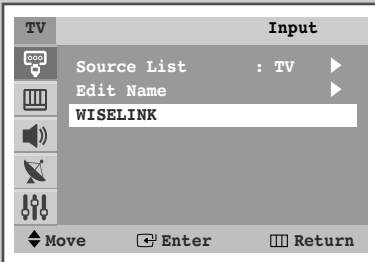 TV Input
Source List : TV
Edit Name
WISELINK
Move Enter Return